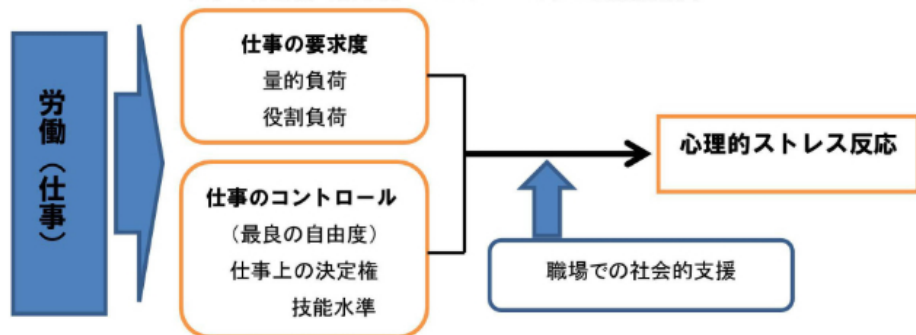 労働（仕事）
仕事の要求度
量的負荷
役割負荷
仕事のコントロール
（最良の自由度）
仕事上の決定権
技能水準
心理的ストレス反応
職場での社会的支援